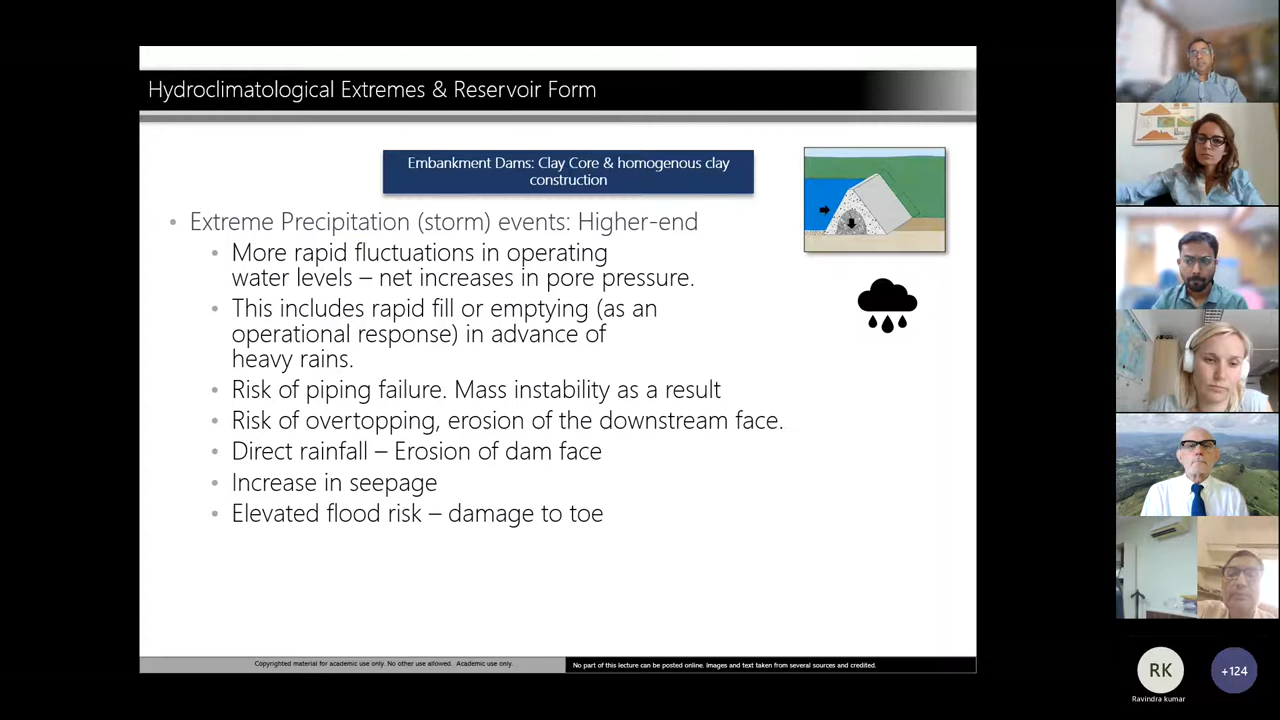 Hydroclimatological Extremes & Reservoir Form
Embankment Dams: Clay Core & homogenous clay
construction
• Extreme Precipitation (storm) events: Higher-end
• More rapid fluctuations in operating
water levels – net increases in pore pressure.
• This includes rapid fill or emptying (as an
operational response) in advance of
heavy rains.
• Risk of piping failure. Mass instability as a result
• Risk of overtopping, erosion of the downstream face.
• Direct rainfall – Erosion of dam face
• Increase in seepage
• Elevated flood risk – damage to toe
Copyrighted material for academic use only. No other use allowed. Academic use only.
No part of this lecture can be posted online. Images and text taken from several sources and credited.
RK
Ravindra kumar
+124